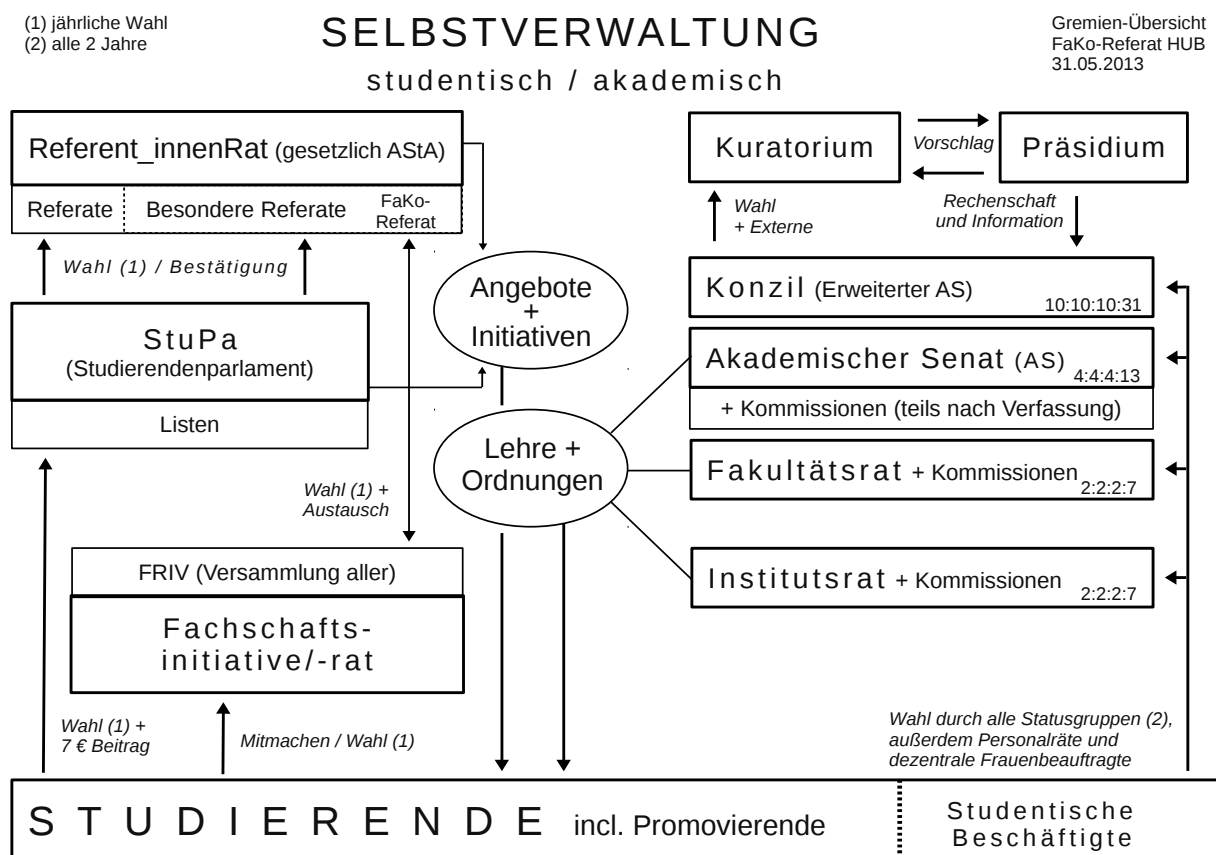 (1) jährliche Wahl
(2) alle 2 Jahre
SELBSTVERWALTUNG
studentisch / akademisch
Gremien-Übersicht
FaKo-Referat HUB
31.05.2013
Referent_innenRat (gesetzlich AStA)
Referate
Besondere Referate
FaKo-
Referat
Wahl (1) / Bestätigung
StuPa
(Studierendenparlament)
Listen
Angebote
+
Initiativen
Lehre +
Ordnungen
Wahl (1) +
Austausch
FRIV (Versammlung aller)
Fachschafts-
initiative/-rat
Wahl (1) +
7 € Beitrag
Mitmachen / Wahl (1)
Kuratorium
Vorschlag
Präsidium
Wahl
+ Externe
Rechenschaft
und Information
Konzil (Erweiterter AS)
10:10:10:31
Akademischer Senat (AS)
4:4:4:13
+ Kommissionen (teils nach Verfassung)
Fakultätsrat + Kommissionen
2:2:2:7
Institutsrat + Kommissionen
2:2:2:7
Wahl durch alle Statusgruppen (2),
außerdem Personalräte und
dezentrale Frauenbeauftragte
STUDIERENDE incl. Promovierende
Studentische
Beschäftigte